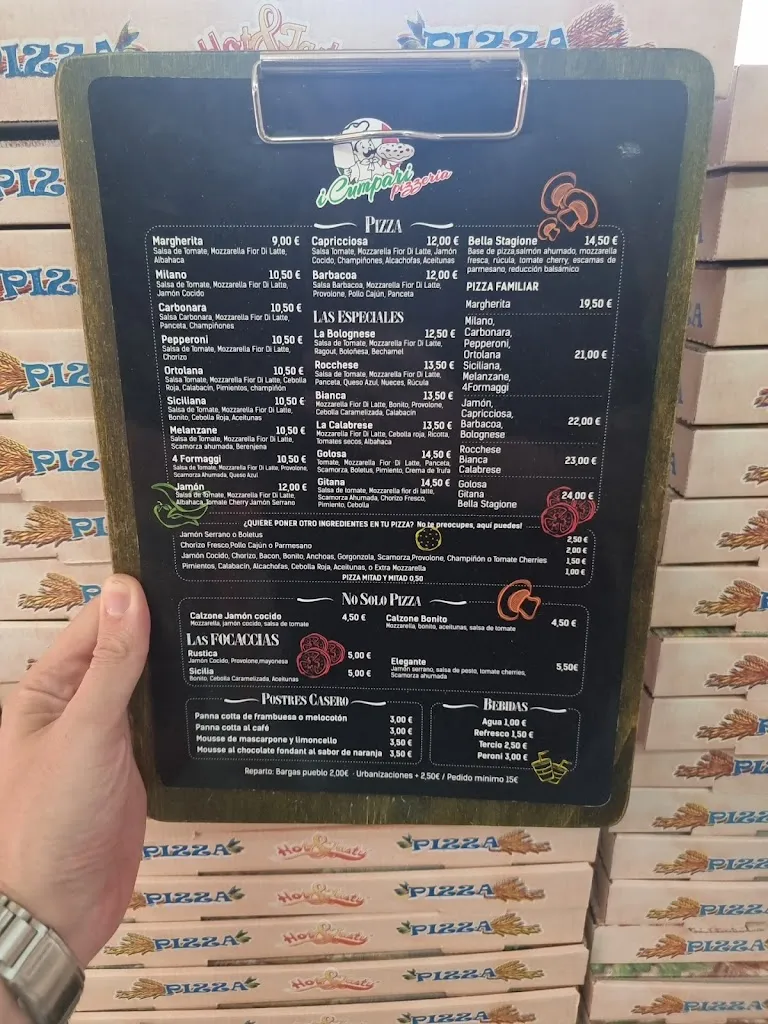 PIZZA
Hot & Tasty
PIZZA
i Cumpari
pizzeria
PIZZA
Margherita 9,00 €
Salsa de Tomate, Mozzarella Fior Di Latte,
Albahaca
Milano 10,50 €
Salsa de Tomate, Mozzarella Fior Di Latte,
Jamón Cocido
Carbonara 10,50 €
Salsa Carbonara, Mozzarella Fior Di Latte,
Panceta, Champiñones
Pepperoni 10,50 €
Salsa de Tomate, Mozzarella Fior Di Latte,
Chorizo
Ortolana 10,50 €
Salsa Tomate, Mozzarella Fior Di Latte, Cebolla
Roja, Calabacín, Pimientos, champiñón
Siciliana 10,50 €
Salsa de Tomate, Mozzarella Fior Di Latte,
Bonito, Cebolla Roja, Aceitunas
Melanzane 10,50 €
Salsa de Tomate, Mozzarella Fior Di Latte,
Scamorza ahumada, Berenjena
4 Formaggi 10,50 €
Salsa de Tomate, Mozzarella Fior Di Latte, Provolone,
Scamorza Ahumada, Queso Azul
Jamón 12,00 €
Salsa de Tomate, Mozzarella Fior Di Latte,
Albahaca, Tomate Cherry Jamón Serrano
Capricciosa 12,00 €
Salsa Tomate, Mozzarella Fior Di Latte, Jamón
Cocido, Champiñones, Alcachofas, Aceitunas
Barbacoa 12,00 €
Salsa Barbacoa, Mozzarella Fior Di Latte,
Provolone, Pollo Cajún, Panceta
LAS ESPECIALES
La Bolognese 12,50 €
Salsa de Tomate, Mozzarella Fior Di Latte,
Ragout, Boloñesa, Bechamel
Rocchese 13,50 €
Salsa de Tomate, Mozzarella Fior Di Latte,
Panceta, Queso Azul, Nueces, Rúcula
Bianca 13,50 €
Mozzarella Fior Di Latte, Bonito, Provolone,
Cebolla Caramelizada, Calabacín
La Calabrese 13,50 €
Mozzarella Fior Di Latte, Cebolla roja, Ricotta,
Tomates secos, Albahaca
Golosa 14,50 €
Tomate, Mozzarella Fior Di Latte, Panceta,
Scamorza, Boletus, Pimiento, Crema de Trufa
Gitana 14,50 €
Salsa de tomate, Mozzarella fior di latte,
Scamorza Ahumada, Chorizo Fresco,
Pimiento, Cebolla
Bella Stagione 14,50 €
Base de pizza,salmón ahumado, mozzarella
fresca, rúcula, tomate cherry, escamas de
parmesano, reducción balsámico
PIZZA FAMILIAR
Margherita 19,50 €
Milano,
Carbonara,
Pepperoni,
Ortolana 21,00 €
Siciliana,
Melanzane,
4Formaggi
Jamón,
Capricciosa,
Barbacoa, 22,00 €
Bolognese
Rocchese
Bianca 23,00 €
Calabrese
Golosa
Gitana 24,00 €
Bella Stagione
¿QUIERE PONER OTRO INGREDIENTES EN TU PIZZA? No te preocupes, aquí puedes!
Jamón Serrano o Boletus 2,50 €
Chorizo Fresco,Pollo Cajún o Parmesano 2,00 €
Jamón Cocido, Chorizo, Bacon, Bonito, Anchoas, Gorgonzola, Scamorza,Provolone, Champiñón o Tomate Cherries 1,50 €
Pimientos, Calabacín, Alcachofas, Cebolla Roja, Aceitunas, o Extra Mozzarella 1,00 €
PIZZA MITAD Y MITAD 0,50
NO SOLO PIZZA
Calzone Jamón cocido 4,50 €
Mozzarella, jamón cocido, salsa de tomate
Calzone Bonito 4,50 €
Mozzarella, bonito, aceitunas, salsa de tomate
LAS FOCACCIAS
Rustica 5,00 €
Jamón Cocido, Provolone,mayonesa
Sicilia 5,00 €
Bonito, Cebolla Caramelizada, Aceitunas
Elegante 5,50€
Jamón serrano, salsa de pesto, tomate cherries,
Scamorza ahumada
POSTRES CASERO
Panna cotta de frambuesa o melocotón 3,00 €
Panna cotta al café 3,00 €
Mousse de mascarpone y limoncello 3,50 €
Mousse al chocolate fondant al sabor de naranja 3,50 €
BEBIDAS
Agua 1,00 €
Refresco 1,50 €
Tercio 2,50 €
Peroni 3,00 €
Reparto: Bargas pueblo 2,00€ · Urbanizaciones + 2,50€ / Pedido mínimo 15€
PIZZA Hot & Tasty PIZZA
PIZZA Hot & Tasty PIZZA
PIZZA Hot & Tasty PIZZA
PIZZA Hot & Tasty PIZZA